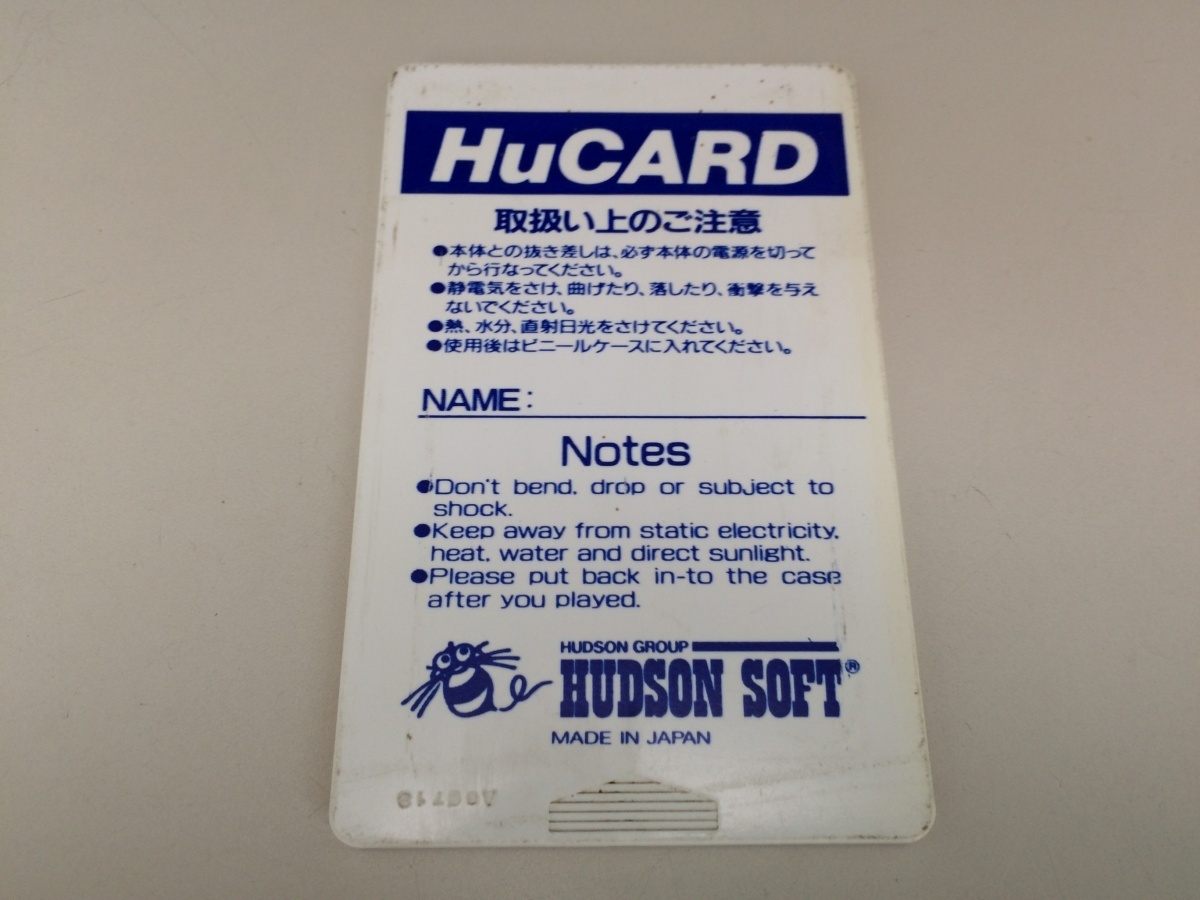 HuCARD
取扱い上のご注意
●本体との抜き差しは、必ず本体の電源を切って
から行なってください。
●静電気をさけ、曲げたり、落したり、衝撃を与え
ないでください。
●熱、水分、直射日光をさけてください。
●使用後はビニールケースに入れてください。
NAME:
Notes
●Don't bend, drop or subject to
shock.
●Keep away from static electricity,
heat, water and direct sunlight.
●Please put back in-to the case
after you played.
HUDSON GROUP
HUDSON SOFT®
MADE IN JAPAN